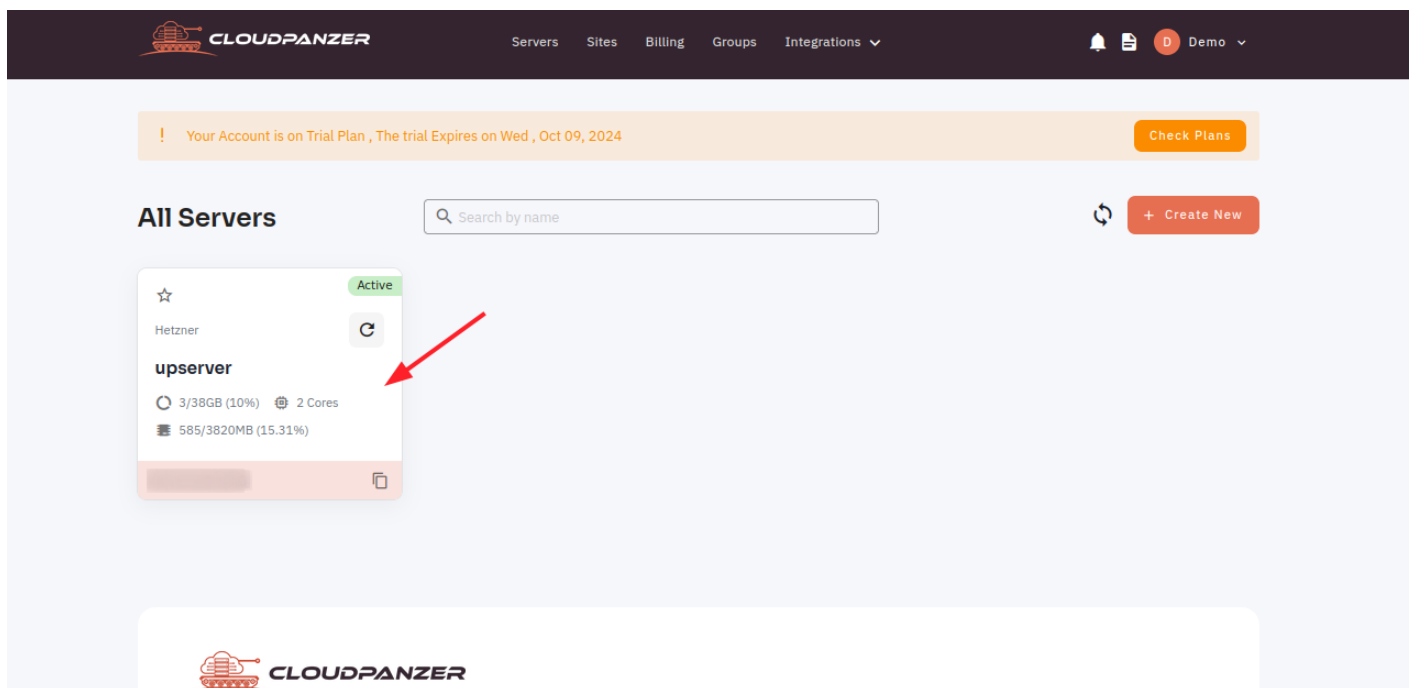 CLOUDPANZER Servers Sites Billing Groups Integrations D Demo
! Your Account is on Trial Plan , The trial Expires on Wed , Oct 09, 2024 Check Plans
All Servers Search by name + Create New
Active
Hetzner
upserver
3/38GB (10%) 2 Cores
585/3820MB (15.31%)
CLOUDPANZER